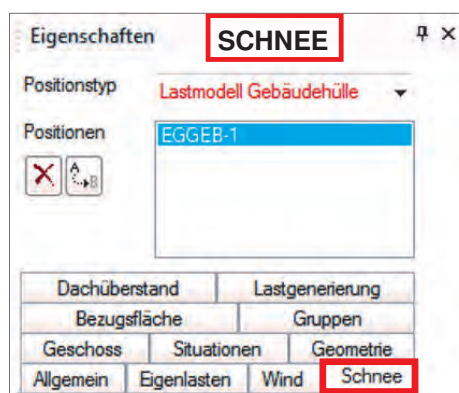 Eigenschaften SCHNEE
Positionstyp Lastmodell Gebäudehülle
Positionen EGGEB-1
A B
Dachüberstand Lastgenerierung
Bezugsfläche Gruppen
Geschoss Situationen Geometrie
Allgemein Eigenlasten Wind Schnee